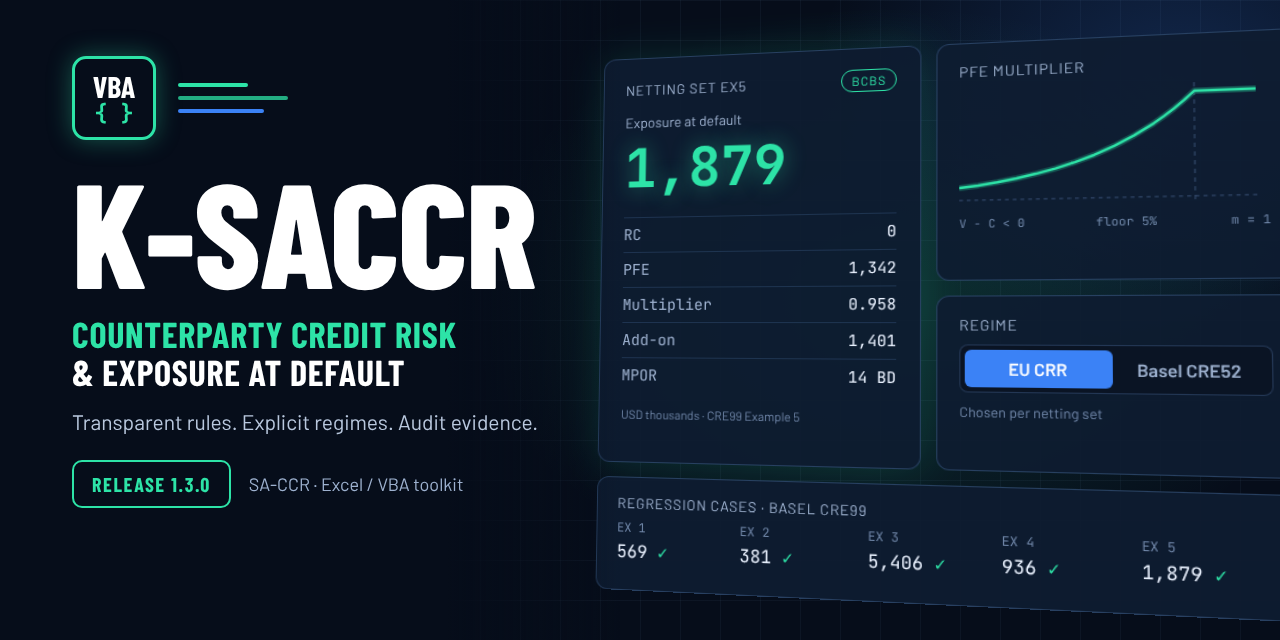 VBA
{ }
K-SACCR
COUNTERPARTY CREDIT RISK
& EXPOSURE AT DEFAULT
Transparent rules. Explicit regimes. Audit evidence.
RELEASE 1.3.0
SA-CCR · Excel / VBA toolkit
NETTING SET EX5
BCBS
Exposure at default
1,879
RC 0
PFE 1,342
Multiplier 0.958
Add-on 1,401
MPOR 14 BD
USD thousands · CRE99 Example 5
PFE MULTIPLIER
V - C < 0 floor 5% m = 1
REGIME
EU CRR Basel CRE52
Chosen per netting set
REGRESSION CASES · BASEL CRE99
EX 1 EX 2 EX 3 EX 4 EX 5
569 ✓ 381 ✓ 5,406 ✓ 936 ✓ 1,879 ✓